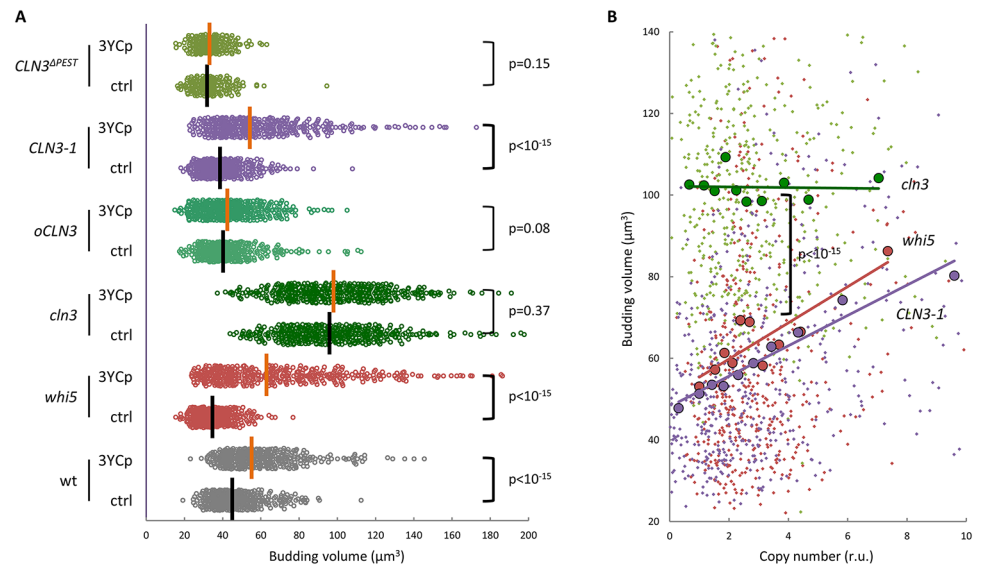 A
3YCp
CLN3ΔPEST
ctrl
p=0.15
3YCp
CLN3-1
ctrl
p<10-15
3YCp
oCLN3
ctrl
p=0.08
3YCp
cln3
ctrl
p=0.37
3YCp
whi5
ctrl
p<10-15
3YCp
wt
ctrl
p<10-15
0 20 40 60 80 100 120 140 160 180 200
Budding volume (μm³)
B
140
120
100
80
60
40
20
Budding volume (μm³)
cln3
whi5
p<10-15
CLN3-1
0 2 4 6 8 10
Copy number (r.u.)